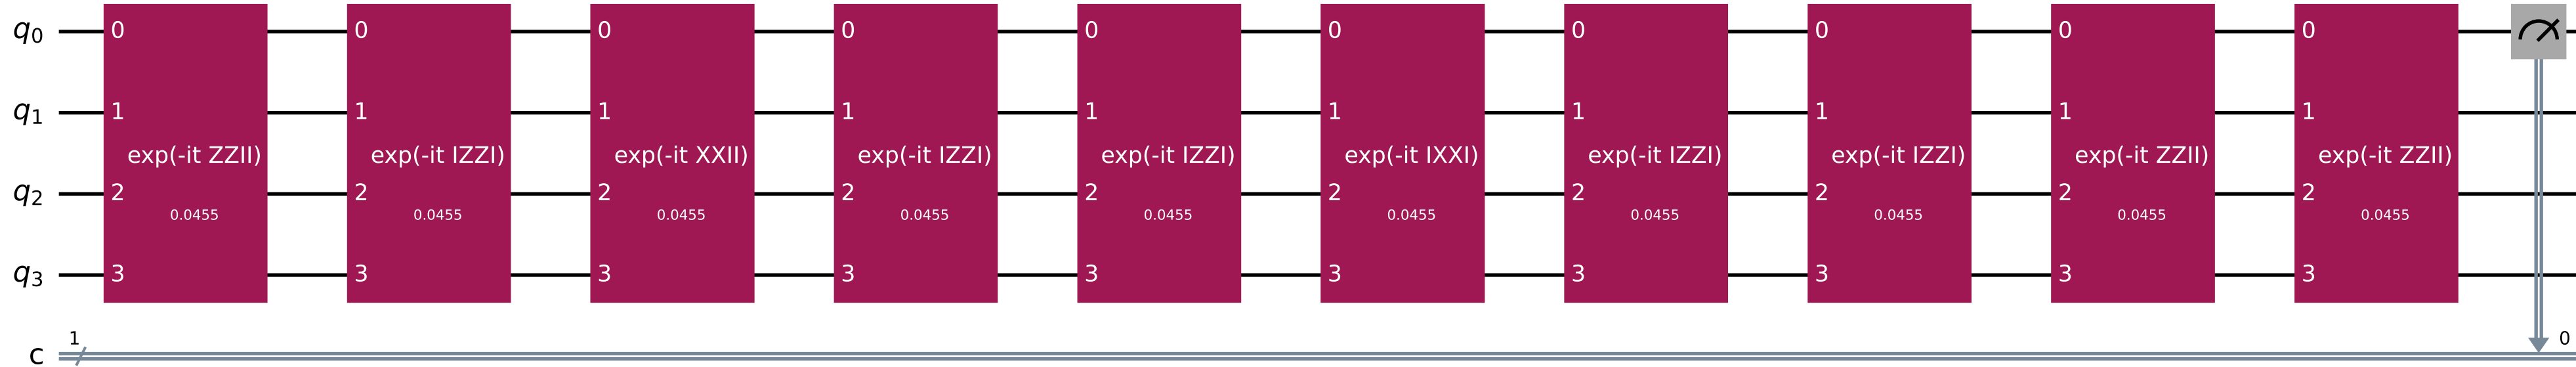 q0 0 0 0 0 0 0 0 0 0 0
q1 1 1 1 1 1 1 1 1 1 1
exp(-it ZZII) exp(-it IZZI) exp(-it XXII) exp(-it IZZI) exp(-it IZZI) exp(-it IXXI) exp(-it IZZI) exp(-it IZZI) exp(-it ZZII) exp(-it ZZII)
q2 2 2 2 2 2 2 2 2 2 2
0.0455 0.0455 0.0455 0.0455 0.0455 0.0455 0.0455 0.0455 0.0455 0.0455
q3 3 3 3 3 3 3 3 3 3 3
1 0
c